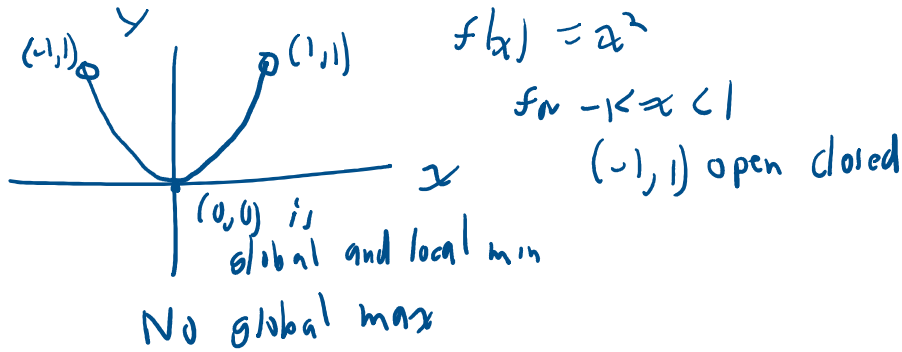 y
(-1,1)
(1,1)
f(x) = x²
for -1 < x < 1
(-1, 1) open closed
x
(0,0) is
global and local min
No global max